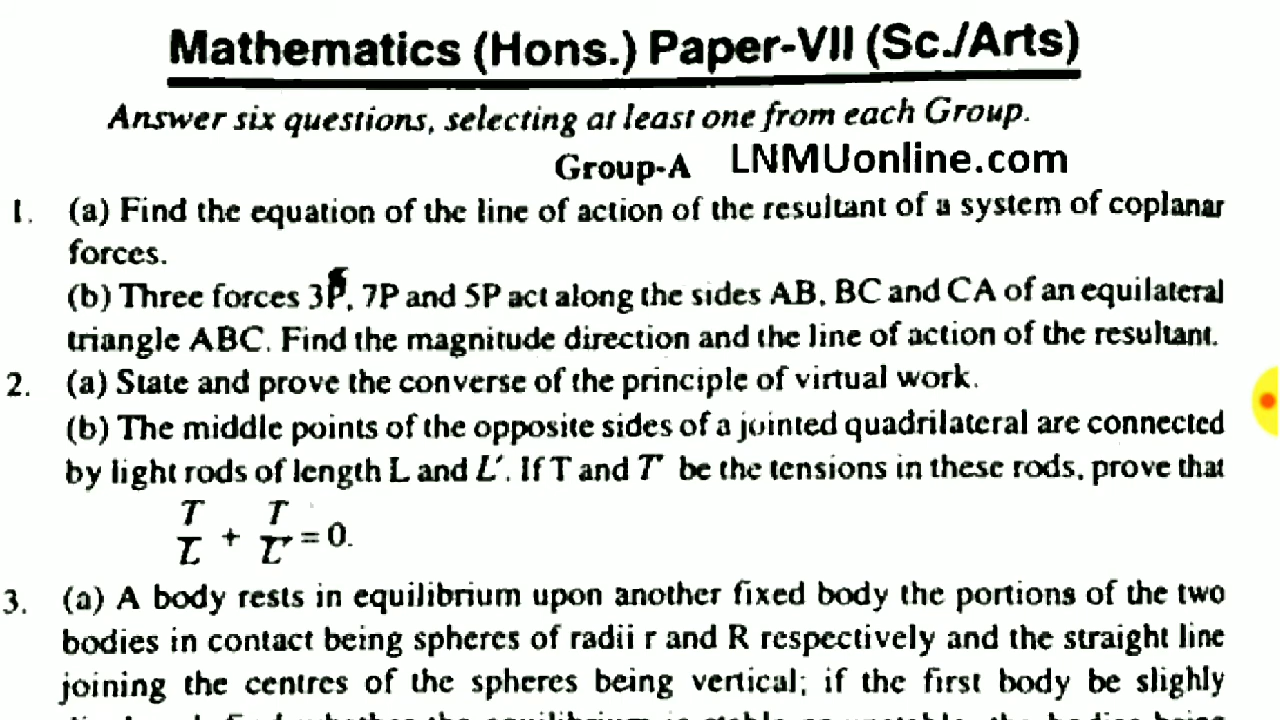 Mathematics (Hons.) Paper-VII (Sc./Arts)
Answer six questions, selecting at least one from each Group.
Group-A LNMUonline.com
1. (a) Find the equation of the line of action of the resultant of a system of coplanar
forces.
(b) Three forces 3P, 7P and 5P act along the sides AB, BC and CA of an equilateral
triangle ABC. Find the magnitude direction and the line of action of the resultant.
2. (a) State and prove the converse of the principle of virtual work.
(b) The middle points of the opposite sides of a jointed quadrilateral are connected
by light rods of length L and L'. If T and T' be the tensions in these rods, prove that
T/L + T/L' = 0.
3. (a) A body rests in equilibrium upon another fixed body the portions of the two
bodies in contact being spheres of radii r and R respectively and the straight line
joining the centres of the spheres being vertical; if the first body be slighly